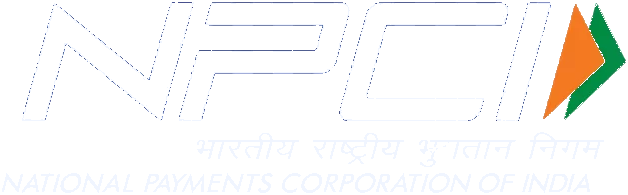 NPCI
भारतीय राष्ट्रीय भुगतान निगम
NATIONAL PAYMENTS CORPORATION OF INDIA